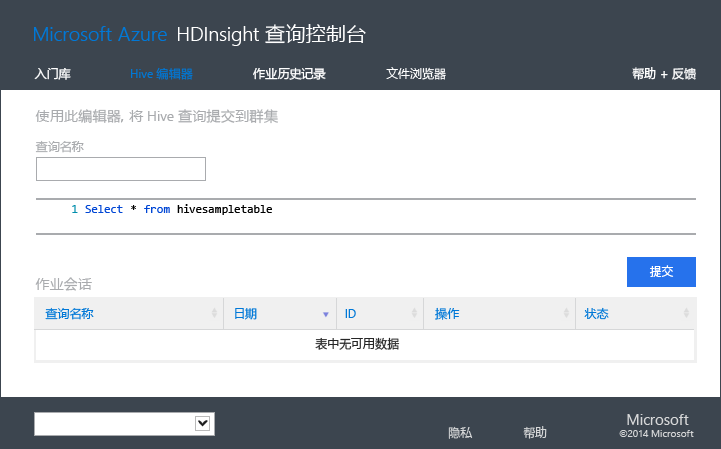 Microsoft Azure HDInsight 查询控制台
入门库 Hive 编辑器 作业历史记录 文件浏览器 帮助 + 反馈
使用此编辑器, 将 Hive 查询提交到群集
查询名称
1 Select * from hivesampletable
提交
作业会话
查询名称 日期 ID 操作 状态
表中无可用数据
隐私 帮助 Microsoft
©2014 Microsoft